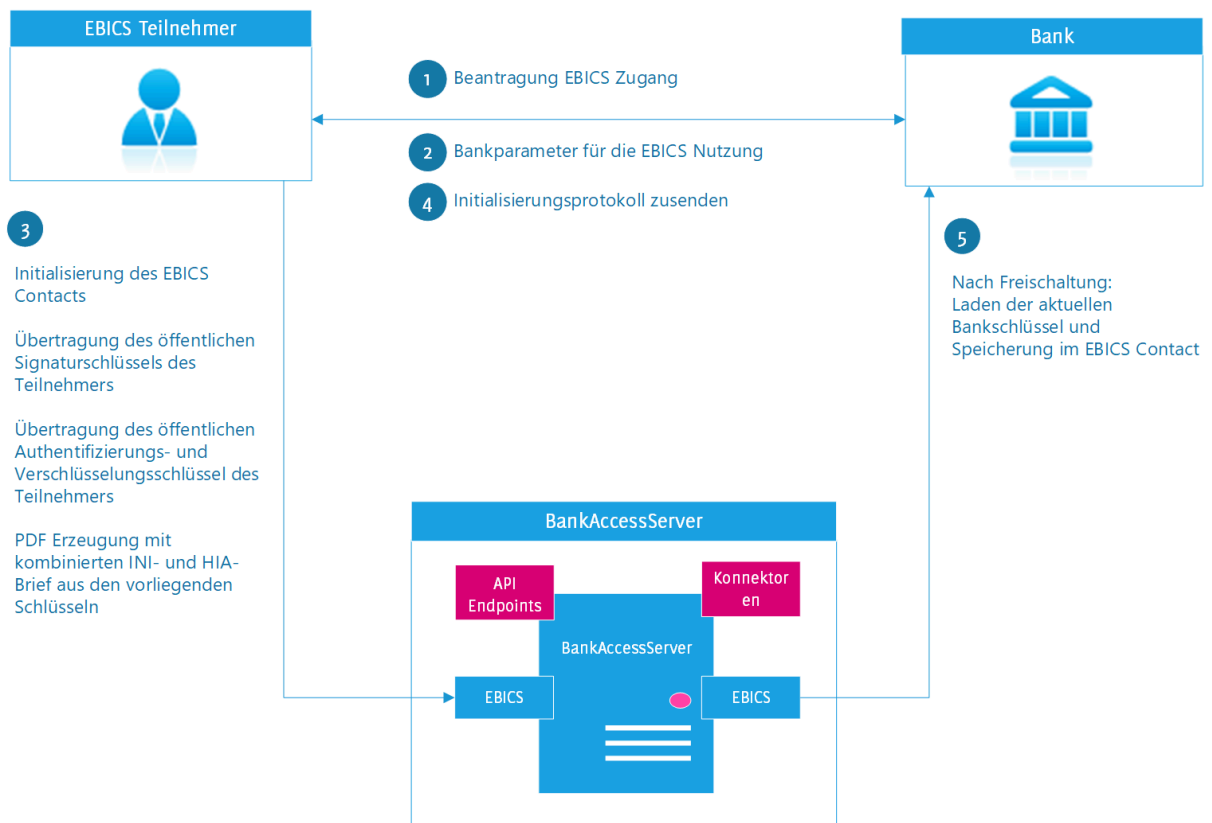 EBICS Teilnehmer
Bank
1 Beantragung EBICS Zugang
2 Bankparameter für die EBICS Nutzung
4 Initialisierungsprotokoll zusenden
3
Initialisierung des EBICS
Contacts
Übertragung des öffentlichen
Signaturschlüssels des
Teilnehmers
Übertragung des öffentlichen
Authentifizierungs- und
Verschlüsselungsschlüssel des
Teilnehmers
PDF Erzeugung mit
kombinierten INI- und HIA-
Brief aus den vorliegenden
Schlüsseln
5
Nach Freischaltung:
Laden der aktuellen
Bankschlüssel und
Speicherung im EBICS Contact
BankAccessServer
API
Endpoints
Konnektor
en
BankAccessServer
EBICS
EBICS